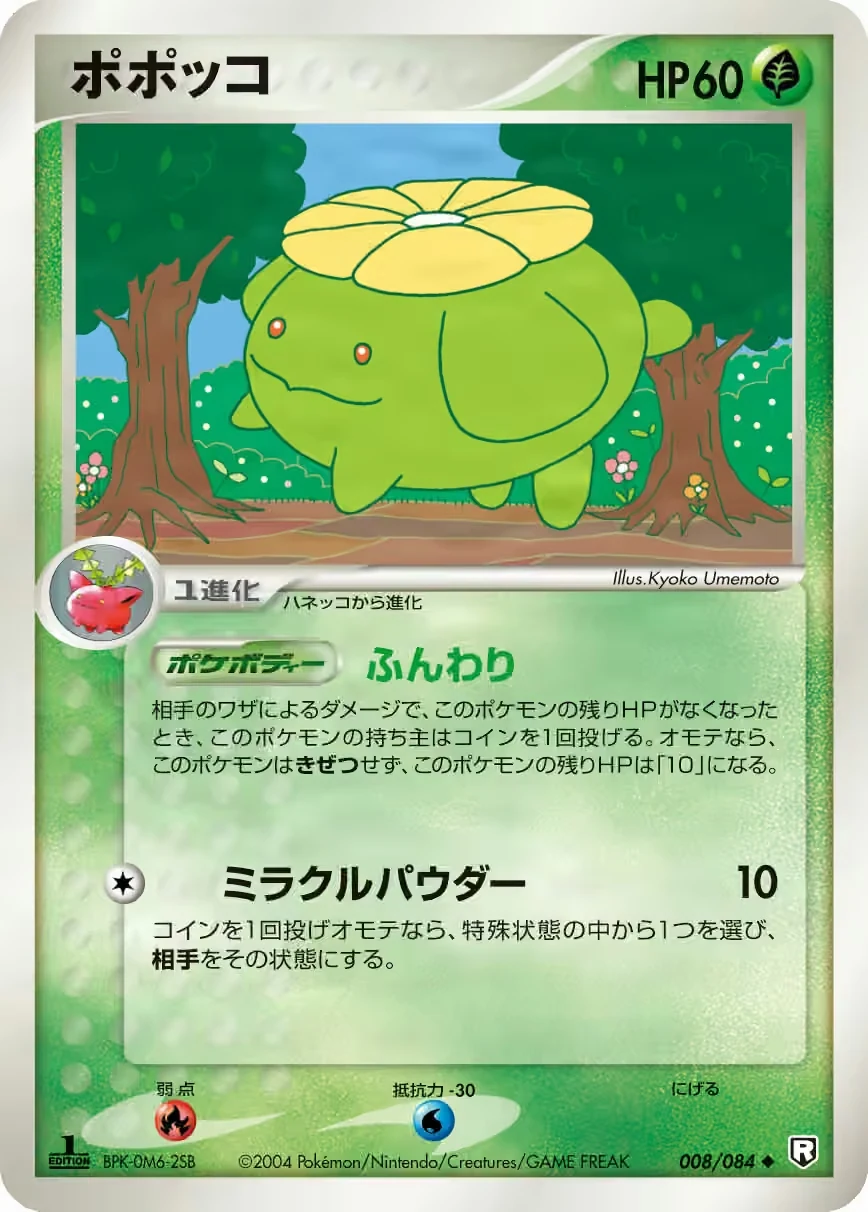 ポポッコ
HP60
Illus.Kyoko Umemoto
1進化
ハネッコから進化
ポケボディー ふんわり
相手のワザによるダメージで、このポケモンの残りHPがなくなった
とき、このポケモンの持ち主はコインを1回投げる。オモテなら、
このポケモンはきぜつせず、このポケモンの残りHPは「10」になる。
ミラクルパウダー 10
コインを1回投げオモテなら、特殊状態の中から1つを選び、
相手をその状態にする。
弱点 抵抗力 -30 にげる
1 EDITION BPK-0M6-2SB ©2004 Pokémon/Nintendo/Creatures/GAME FREAK 008/084 R